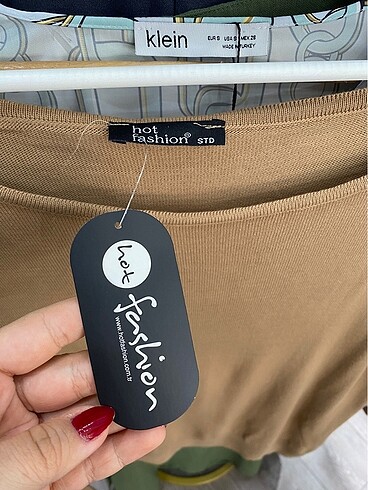 klein
EUR S USA S MEX 28
MADE IN TURKEY
hot
fashion® STD
hot
fashion
www.hotfashion.com.tr